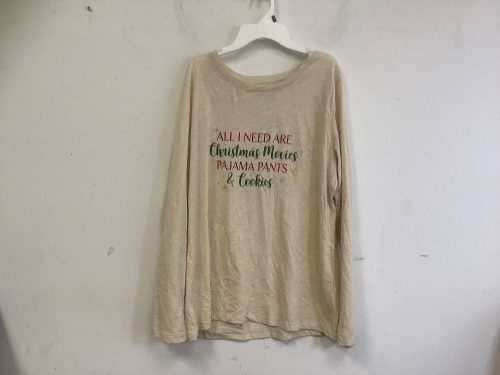 ALL I NEED ARE
Christmas Movies
PAJAMA PANTS
& Cookies